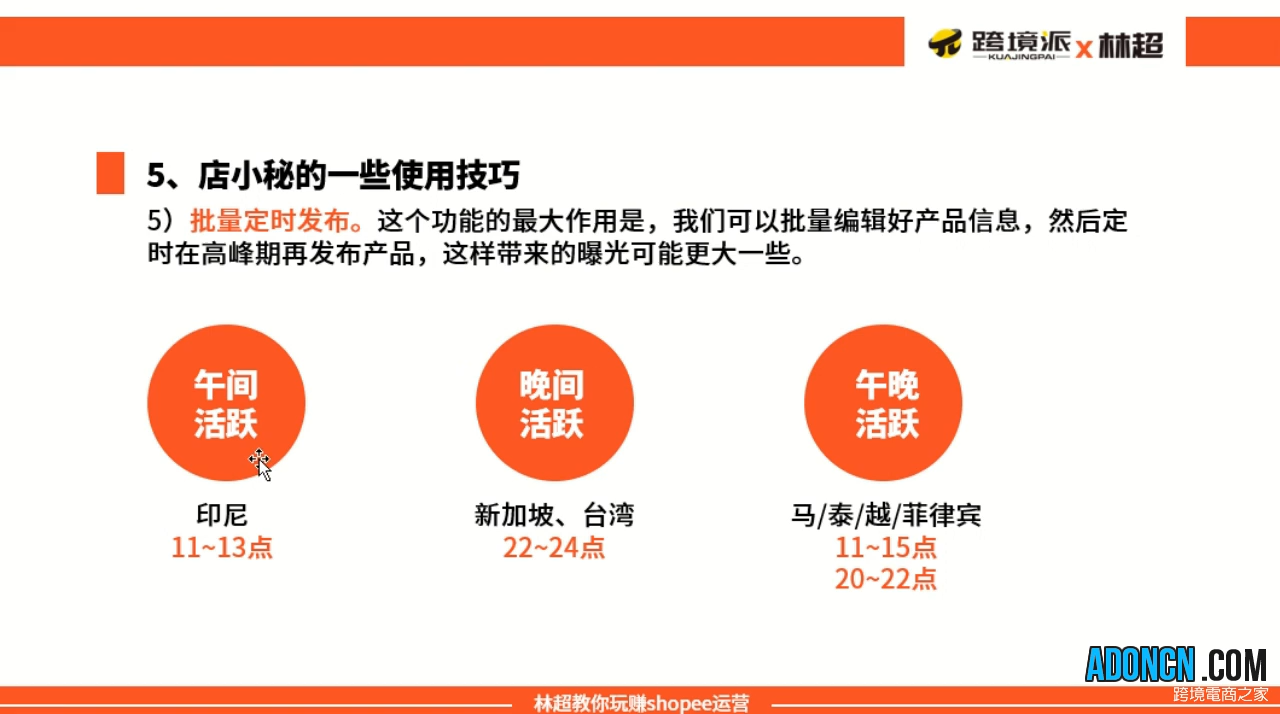 跨境派
KUAJINGPAI
x 林超
5、店小秘的一些使用技巧
5）批量定时发布。这个功能的最大作用是，我们可以批量编辑好产品信息，然后定
时在高峰期再发布产品，这样带来的曝光可能更大一些。
午间
活跃
印尼
11~13点
晚间
活跃
新加坡、台湾
22~24点
午晚
活跃
马/泰/越/菲律宾
11~15点
20~22点
ADONCN.COM
跨境電商之家
林超教你玩赚shopee运营